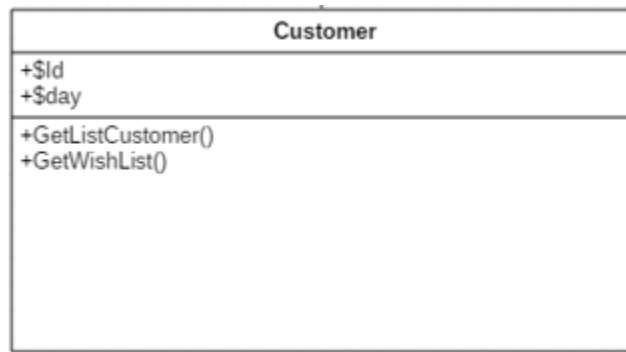 Customer
+$Id
+$day
+GetListCustomer()
+GetWishList()